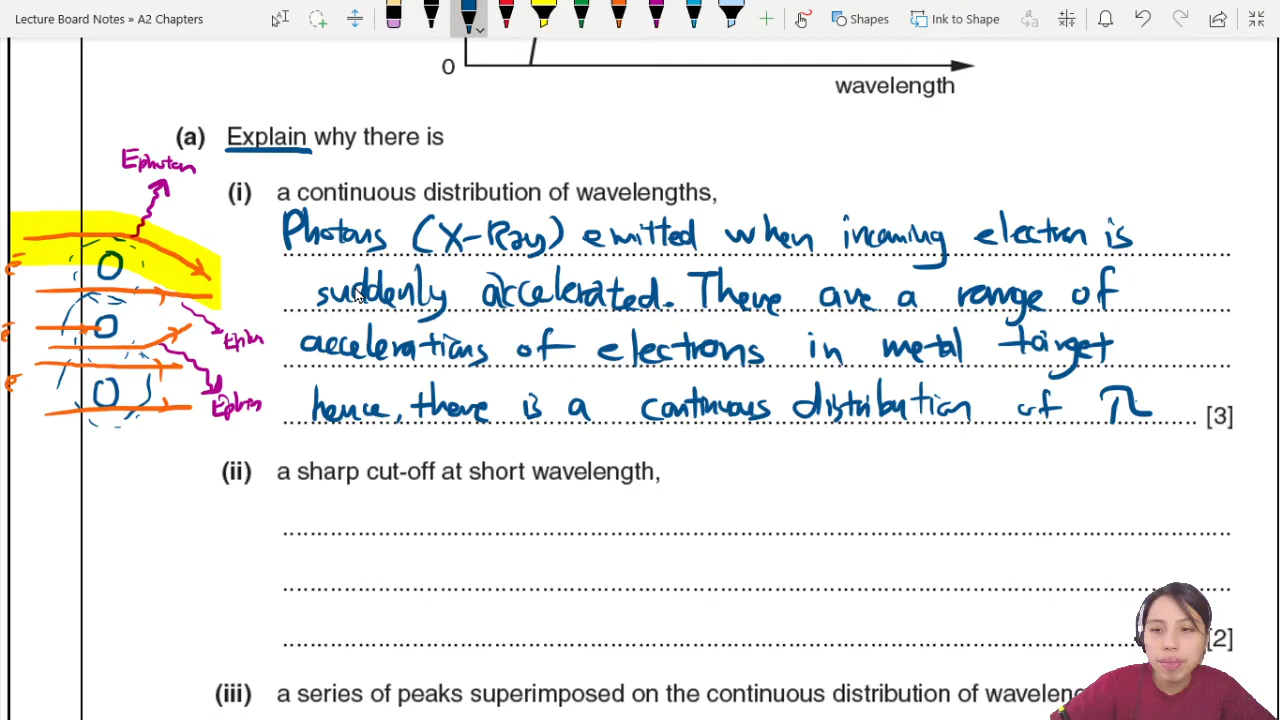 Lecture Board Notes » A2 Chapters
Shapes
Ink to Shape
0
wavelength
(a) Explain why there is
Ephoton
(i) a continuous distribution of wavelengths,
Photons (X-Ray) emitted when incoming electron is
suddenly accelerated. There are a range of
accelerations of electrons in metal target
hence, there is a continuous distribution of λ
[3]
e-
e-
e-
(ii) a sharp cut-off at short wavelength,
[2]
(iii) a series of peaks superimposed on the continuous distribution of